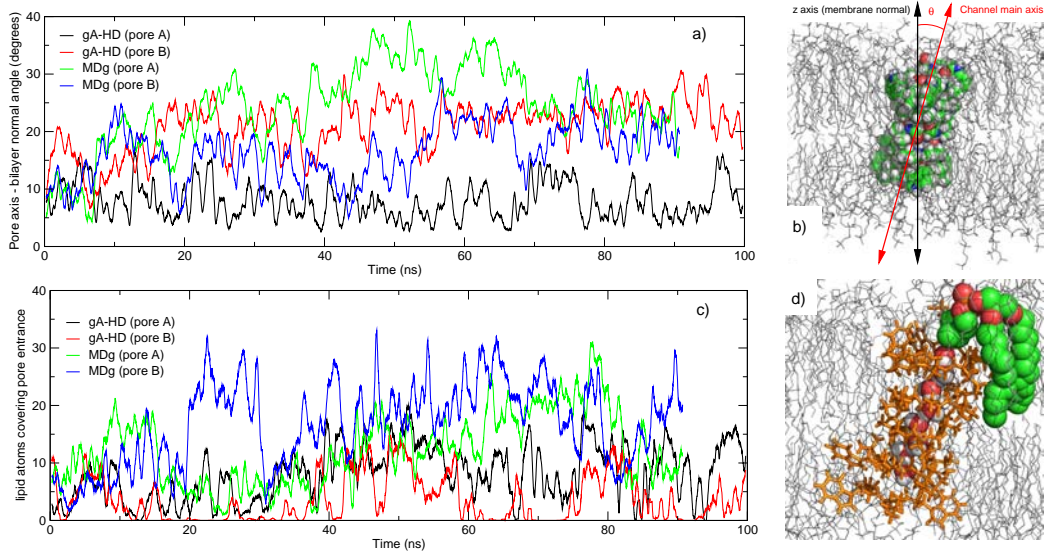 Pore axis - bilayer normal angle (degrees)
40
30
20
10
0
gA-HD (pore A)
gA-HD (pore B)
MDg (pore A)
MDg (pore B)
a)
0 20 40 60 80 100
Time (ns)
z axis (membrane normal)
θ
Channel main axis
b)
lipid atoms covering pore entrance
40
30
20
10
0
gA-HD (pore A)
gA-HD (pore B)
MDg (pore A)
MDg (pore B)
c)
0 20 40 60 80 100
Time (ns)
d)